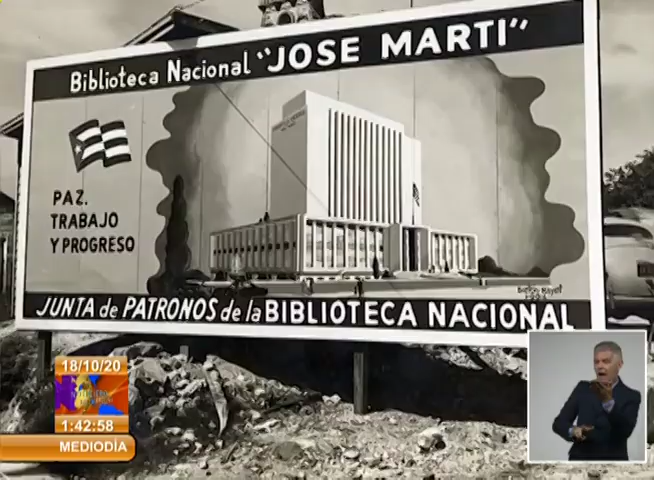 Biblioteca Nacional "JOSE MARTI"
PAZ.
TRABAJO
Y PROGRESO
JUNTA de PATRONOS de la BIBLIOTECA NACIONAL
18/10/20
1:42:58
MEDIODÍA